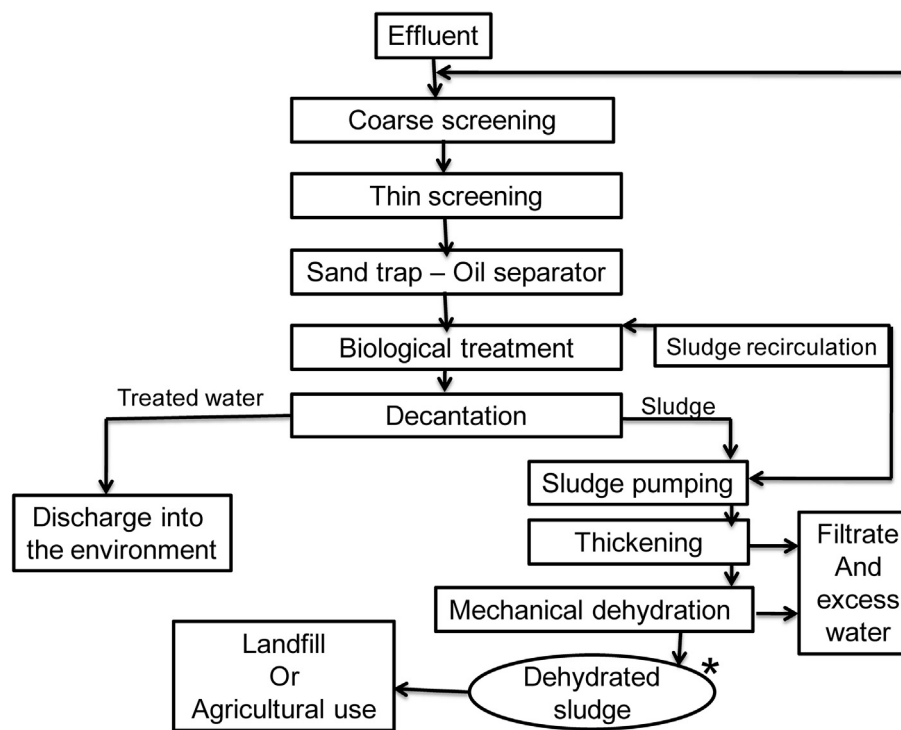 Effluent
Coarse screening
Thin screening
Sand trap – Oil separator
Biological treatment
Sludge recirculation
Treated water
Decantation
Sludge
Sludge pumping
Discharge into
the environment
Thickening
Filtrate
And
excess
water
Mechanical dehydration
Landfill
Or
Agricultural use
Dehydrated
sludge
*